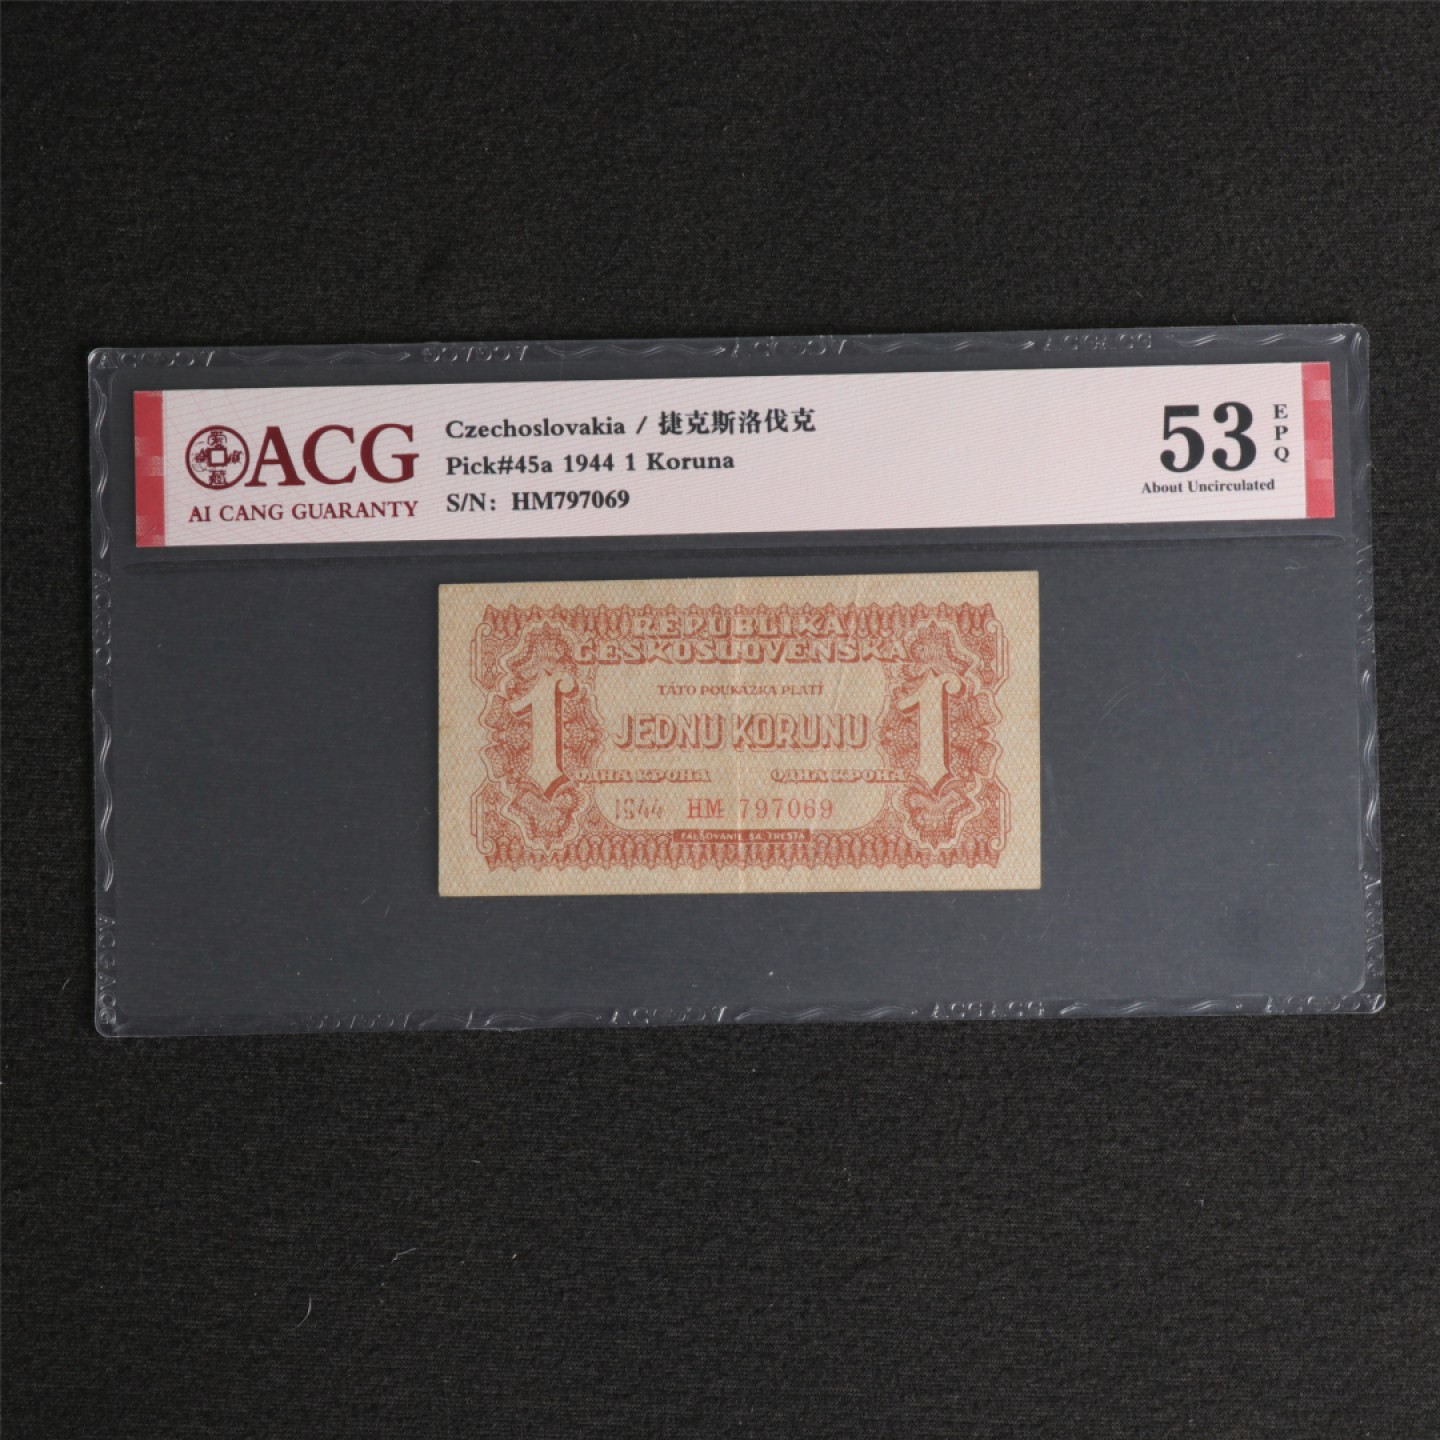 ACG
AI CANG GUARANTY
Czechoslovakia / 捷克斯洛伐克
Pick#45a 1944 1 Koruna
S/N: HM797069
53
EPQ
About Uncirculated
REPUBLIKA
ČESKOSLOVENSKÁ
TÁTO POUKÁŽKA PLATÍ
1 JEDNU KORUNU 1
ОДНА КРОНА ОДНА КРОНА
1944 HM 797069
FALŠOVANIE SA TRESTÁ